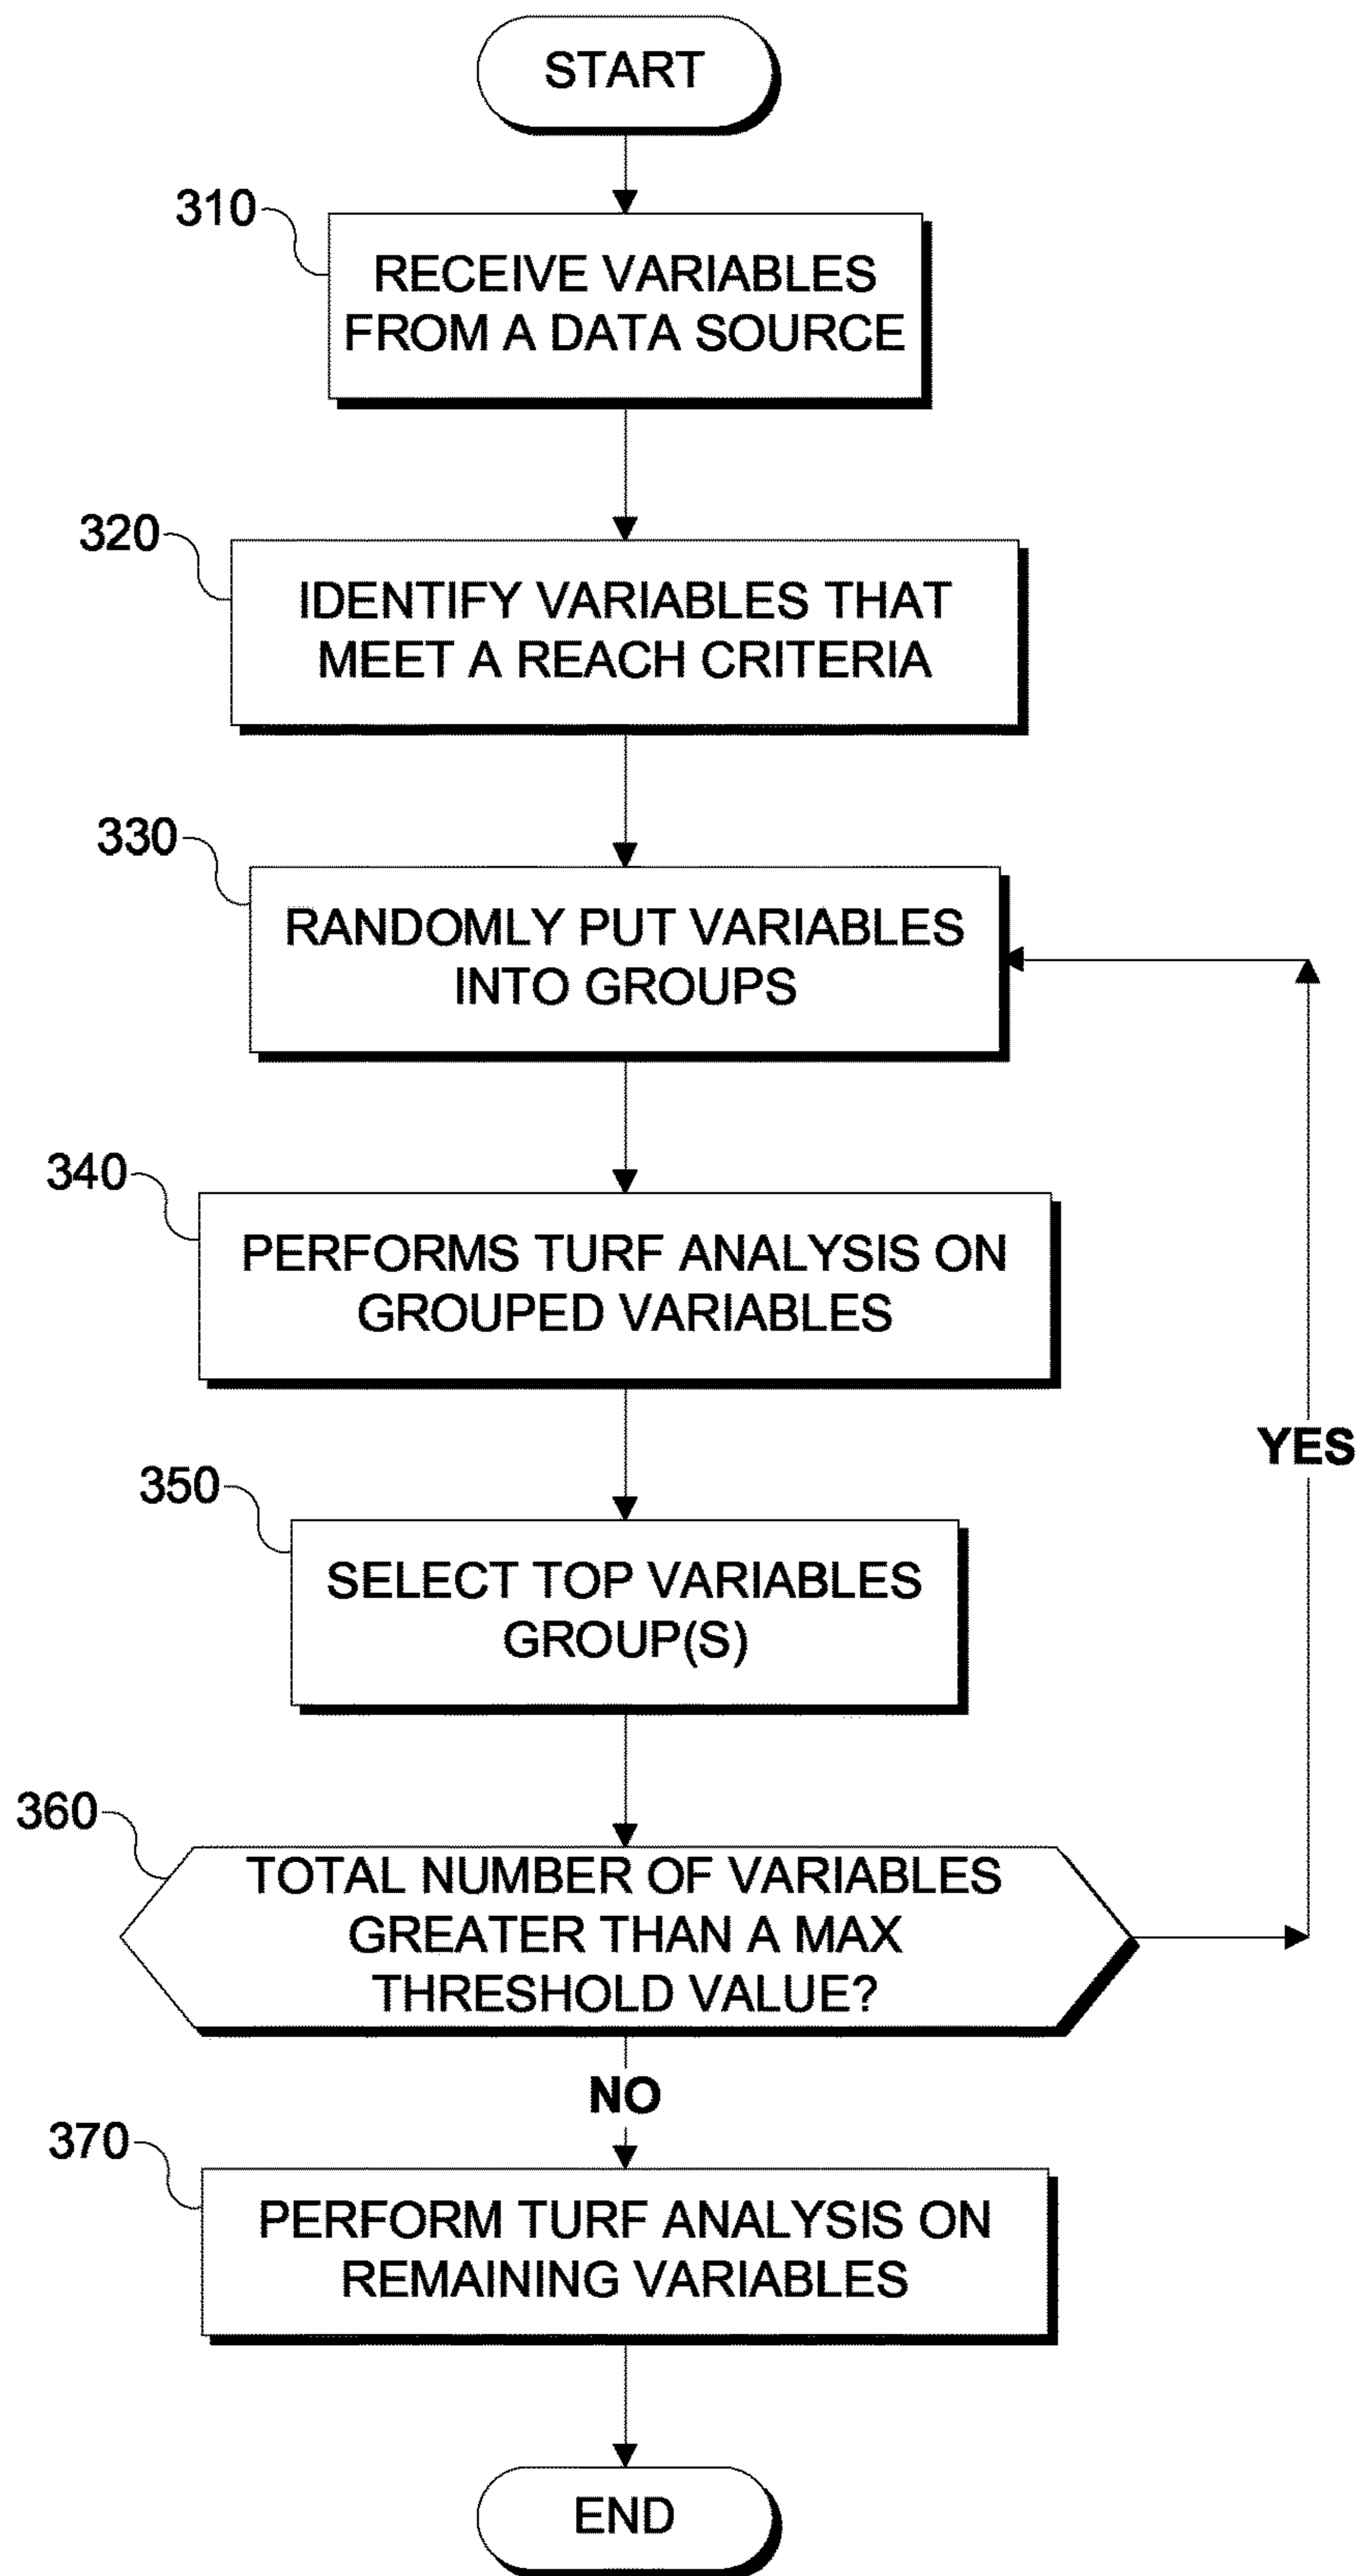 START
310
RECEIVE VARIABLES
FROM A DATA SOURCE
320
IDENTIFY VARIABLES THAT
MEET A REACH CRITERIA
330
RANDOMLY PUT VARIABLES
INTO GROUPS
340
PERFORMS TURF ANALYSIS ON
GROUPED VARIABLES
YES
350
SELECT TOP VARIABLES
GROUP(S)
360
TOTAL NUMBER OF VARIABLES
GREATER THAN A MAX
THRESHOLD VALUE?
NO
370
PERFORM TURF ANALYSIS ON
REMAINING VARIABLES
END